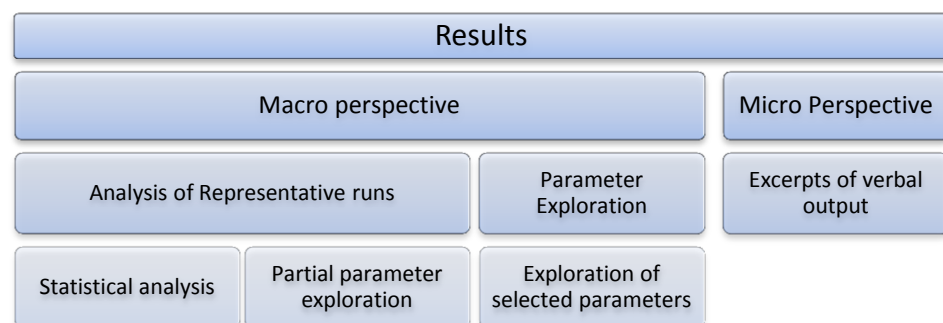 Results
Macro perspective
Micro Perspective
Analysis of Representative runs
Parameter
Exploration
Excerpts of verbal
output
Statistical analysis
Partial parameter
exploration
Exploration of
selected parameters